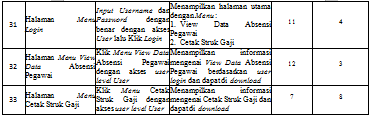 31
Halaman Menu
Login
Input Username dan
Password dengan
benar dengan akses
User lalu Klik Login
Menampilkan halaman utama
dengan Menu :
1. View Data Absensi
Pegawai
2. Cetak Struk Gaji
11
4
32
Halaman Menu View
Data Absensi
Pegawai
Klik Menu View Data
Absensi Pegawai
dengan akses user
level User
Menampilkan informasi
mengenai View Data Absensi
Pegawai berdasarkan user
login dan dapat di download
12
3
33
Halaman Menu
Cetak Struk Gaji
Klik Menu Cetak
Struk Gaji dengan
akses user level User
Menampilkan informasi
mengenai Cetak Struk Gaji dan
dapat di download
7
8